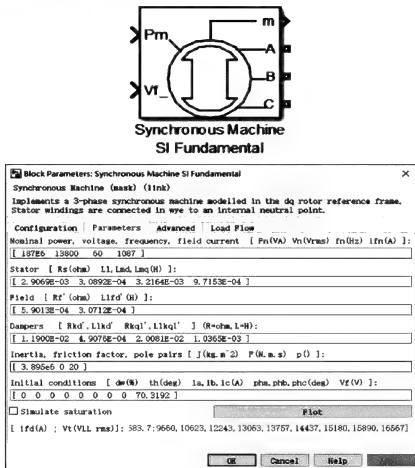 m
Pm
A
B
Vf_
C
Synchronous Machine
SI Fundamental
Block Parameters: Synchronous Machine SI Fundamental
Synchronous Machine (mask) (link)
Implements a 3-phase synchronous machine modelled in the dq rotor reference frame.
Stator windings are connected in wye to an internal neutral point.
Configuration Parameters Advanced Load Flow
Nominal power, voltage, frequency, field current [ Pn(VA) Vn(Vrms) fn(Hz) ifn(A) ]:
[ 187E6 13800 60 1087 ]
Stator [ Rs(ohm) Ll,Lmd,Lmq(H) ]:
[ 2.9069E-03 3.0892E-04 3.2164E-03 9.7153E-04 ]
Field [ Rf'(ohm) Llfd'(H) ]:
[ 5.9013E-04 3.0712E-04 ]
Dampers [ Rkd',Llkd' Rkq1',Llkq1' ] (R=ohm,L=H):
[ 1.1900E-02 4.9076E-04 2.0081E-02 1.0365E-03 ]
Inertia, friction factor, pole pairs [ J(kg.m^2) F(N.m.s) p() ]:
[ 3.895e6 0 20 ]
Initial conditions [ dw(%) th(deg) ia,ib,ic(A) pha,phb,phc(deg) Vf(V) ]:
[ 0 0 0 0 0 0 0 0 70.3192 ]
Simulate saturation Plot
[ ifd(A) ; Vt(VLL rms)]: 583, 7;9660, 10623, 12243, 13063, 13757, 14437, 15180, 15890, 16567]
OK Cancel Help